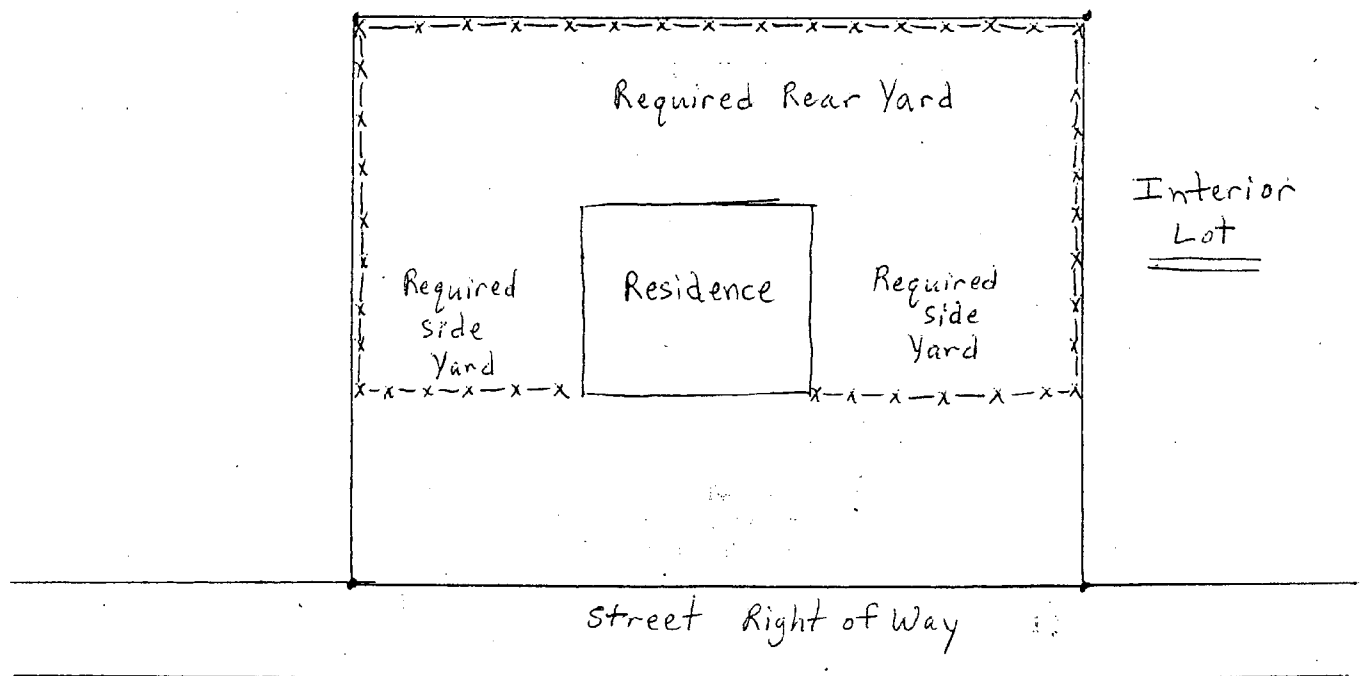 Required Rear Yard
Interior
Lot
Required
side
Yard
Residence
Required
side
Yard
Street Right of Way